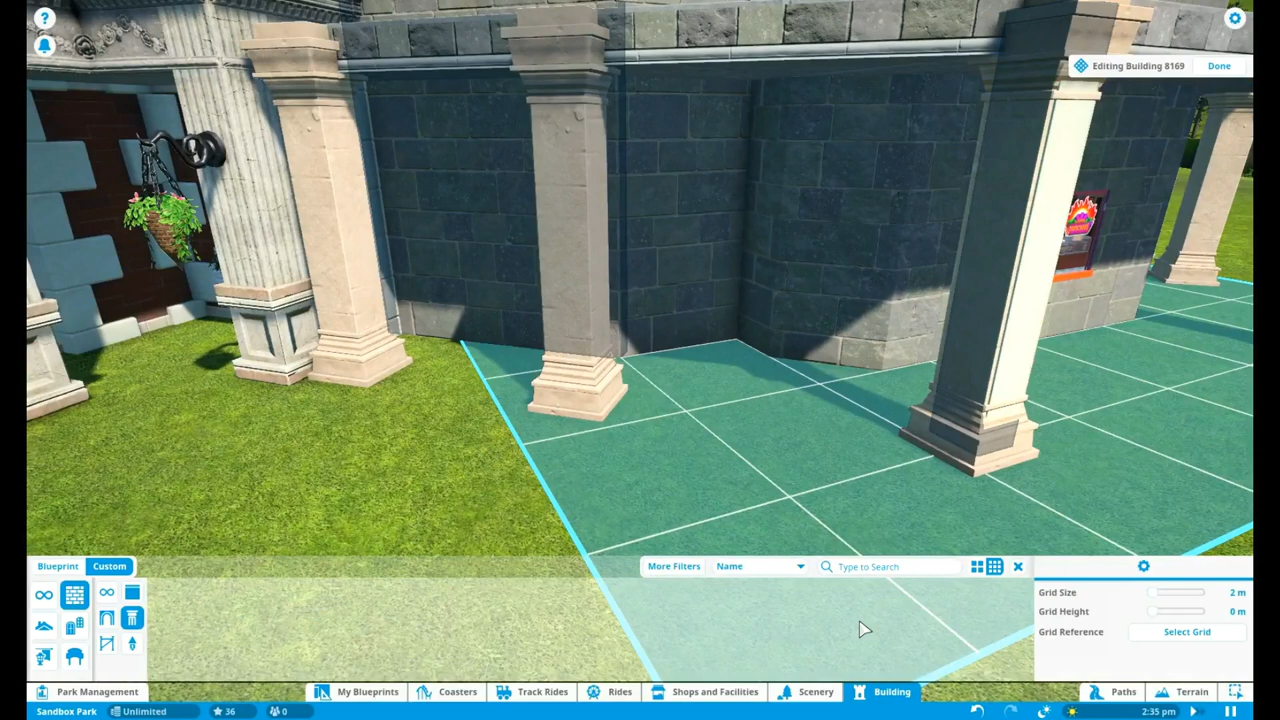 ?
Editing Building 8169 Done
Blueprint Custom
More Filters Name Type to Search
Grid Size 2 m
Grid Height 0 m
Grid Reference Select Grid
Park Management My Blueprints Coasters Track Rides Rides Shops and Facilities Scenery Building Paths Terrain
Sandbox Park Unlimited 36 0 2:35 pm